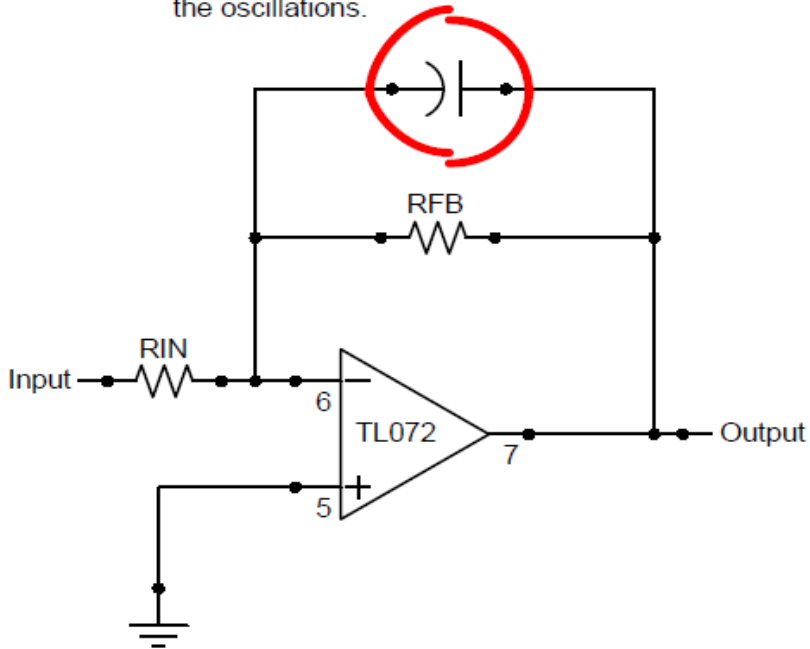 the oscillations.
RFB
RIN
Input
6
TL072
7
Output
5